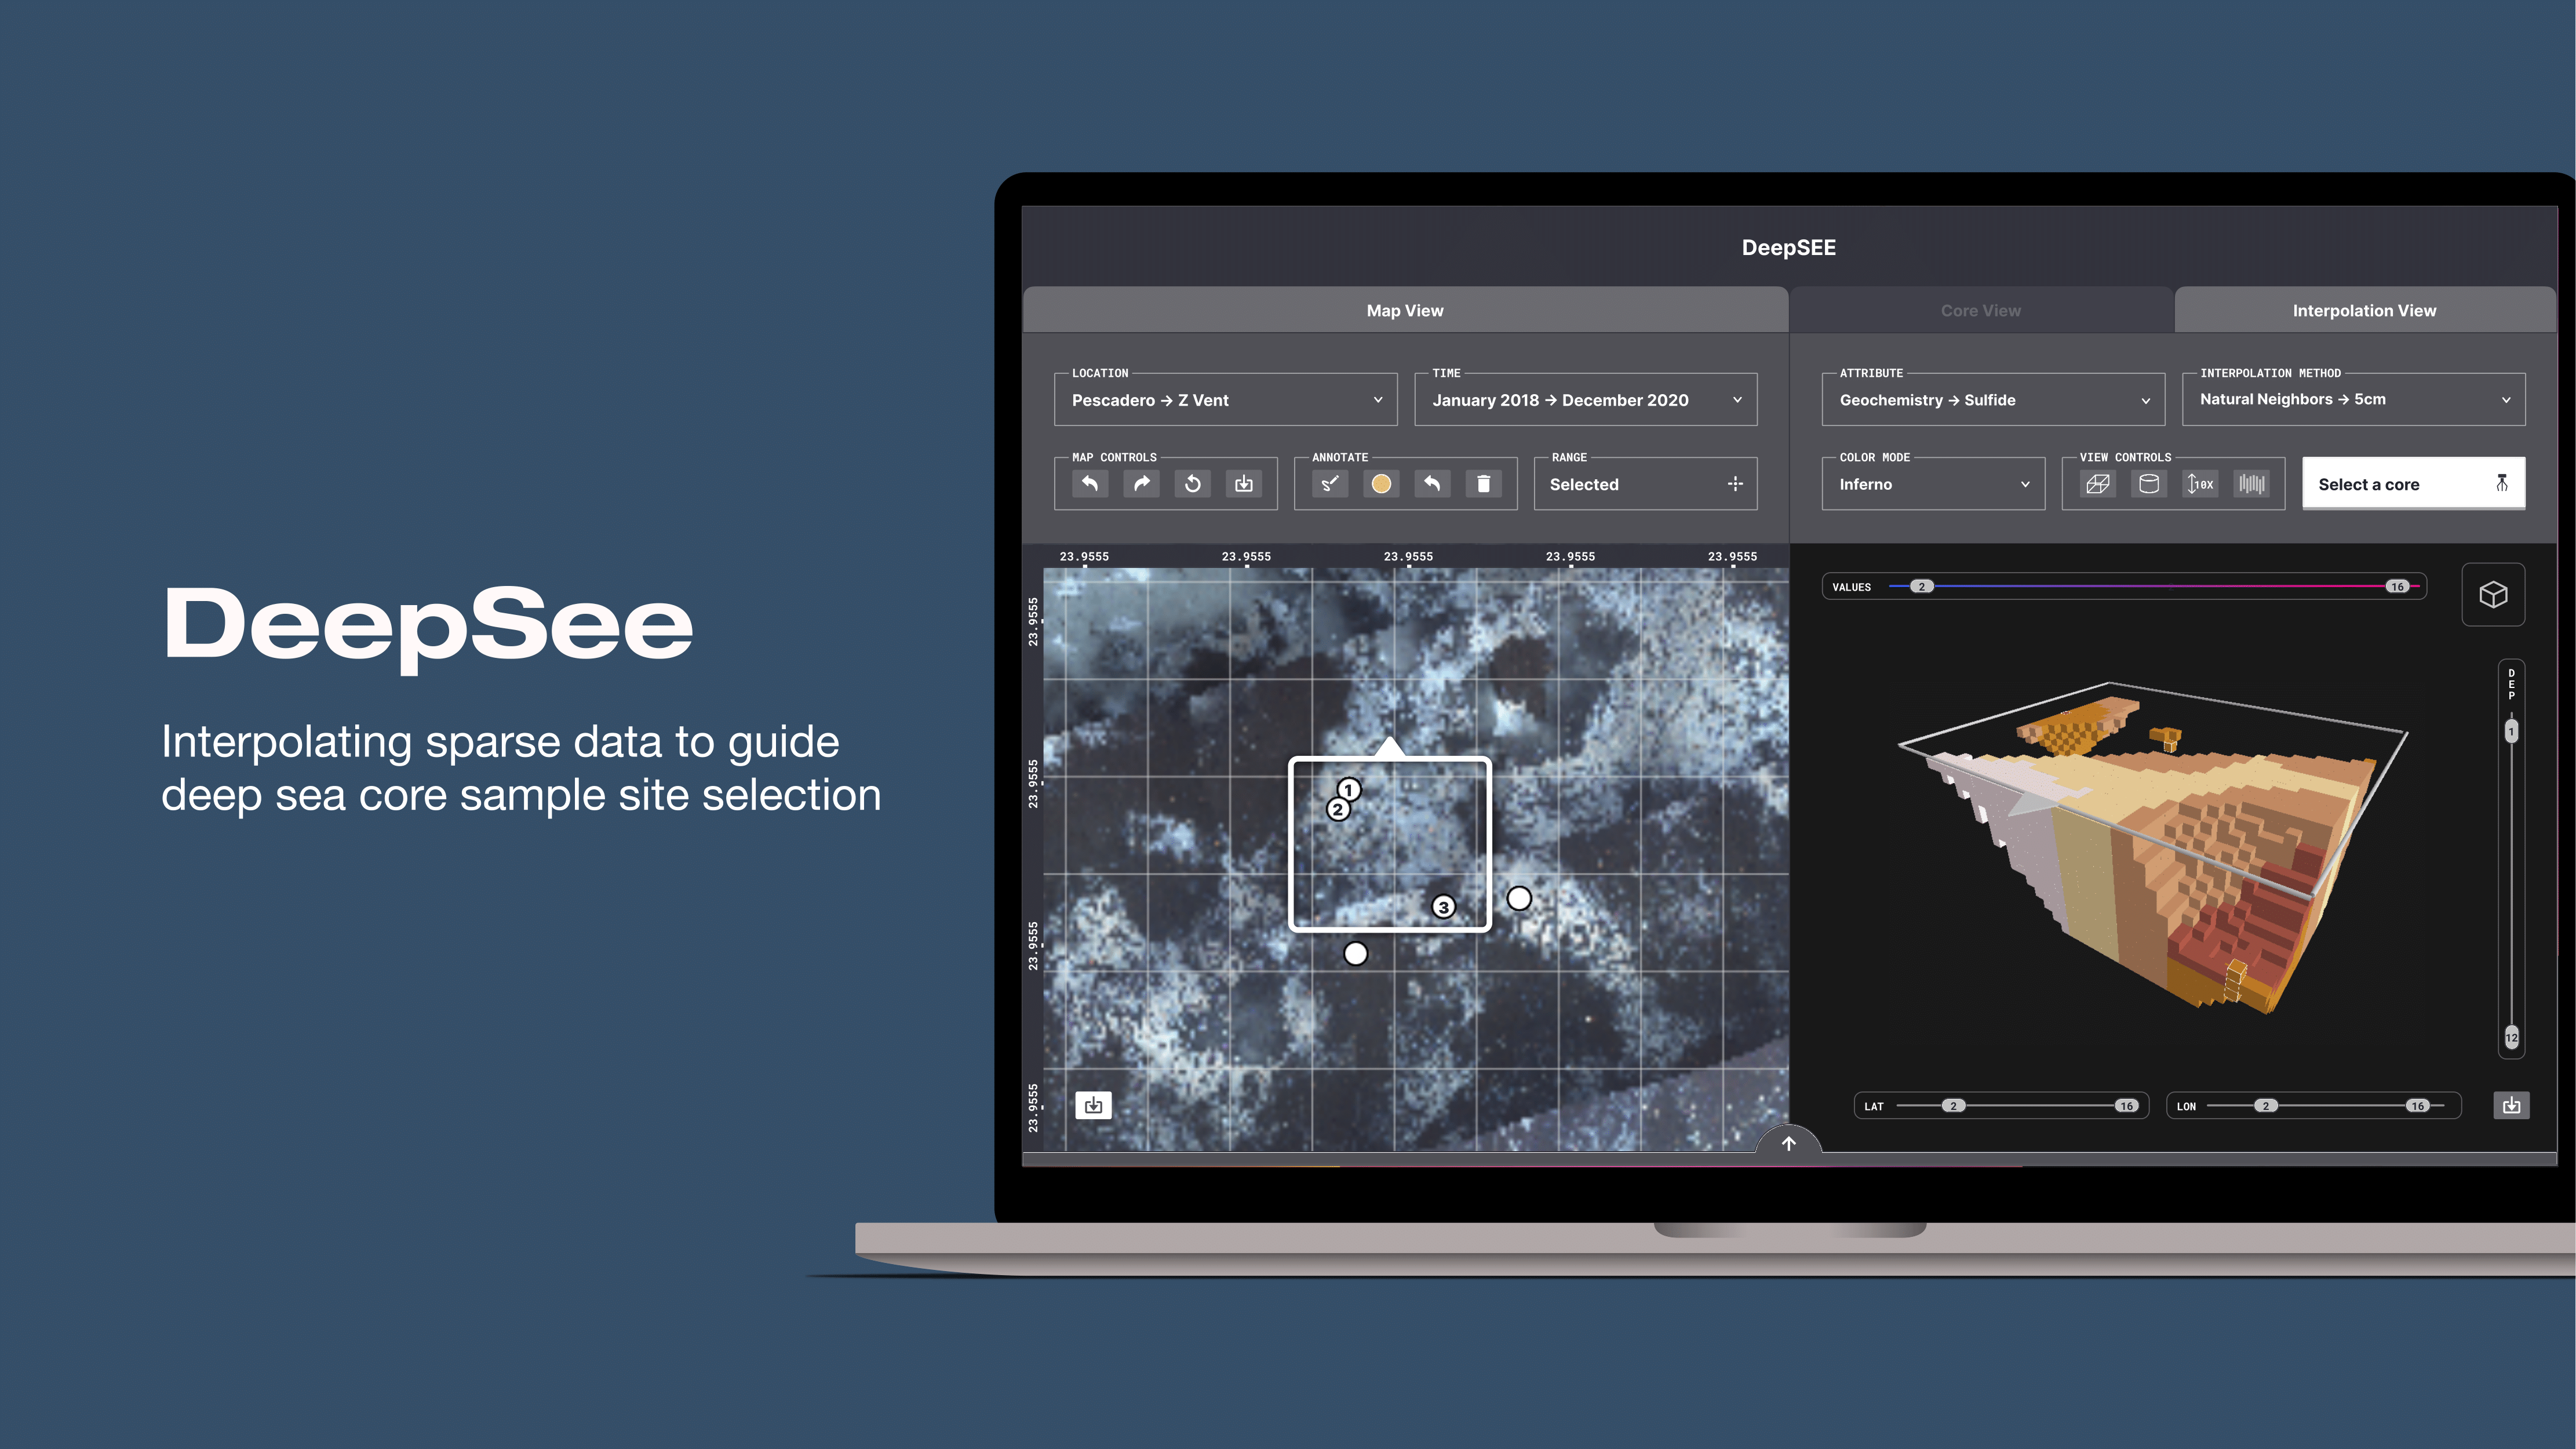 DeepSee
Interpolating sparse data to guide
deep sea core sample site selection
DeepSEE
Map View
Core View
Interpolation View
LOCATION
Pescadero → Z Vent
TIME
January 2018 → December 2020
ATTRIBUTE
Geochemistry → Sulfide
INTERPOLATION METHOD
Natural Neighbors → 5cm
MAP CONTROLS
ANNOTATE
RANGE
Selected
COLOR MODE
Inferno
VIEW CONTROLS
10X
Select a core
23.9555 23.9555 23.9555 23.9555 23.9555
23.9555
23.9555
23.9555
23.9555
1
2
3
VALUES 2 16
DEP
1
12
LAT 2 16
LON 2 16